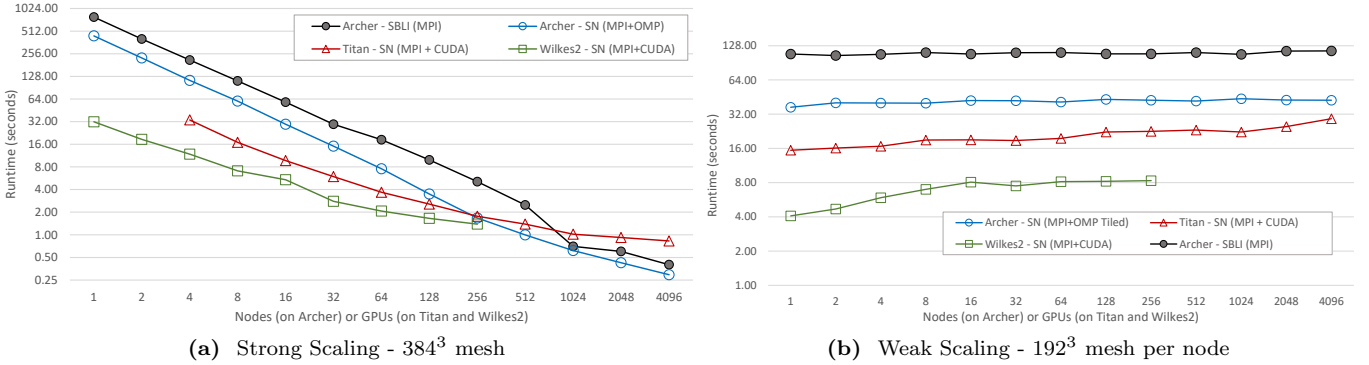 1024.00
512.00
256.00
128.00
64.00
32.00
16.00
8.00
4.00
2.00
1.00
0.50
0.25
Runtime (seconds)
Archer - SBLI (MPI)
Archer - SN (MPI+OMP)
Titan - SN (MPI + CUDA)
Wilkes2 - SN (MPI+CUDA)
1 2 4 8 16 32 64 128 256 512 1024 2048 4096
Nodes (on Archer) or GPUs (on Titan and Wilkes2)
(a) Strong Scaling - 384³ mesh
128.00
64.00
32.00
16.00
8.00
4.00
2.00
1.00
Runtime (seconds)
Archer - SN (MPI+OMP Tiled)
Titan - SN (MPI + CUDA)
Wilkes2 - SN (MPI+CUDA)
Archer - SBLI (MPI)
1 2 4 8 16 32 64 128 256 512 1024 2048 4096
Nodes (on Archer) or GPUs (on Titan and Wilkes2)
(b) Weak Scaling - 192³ mesh per node